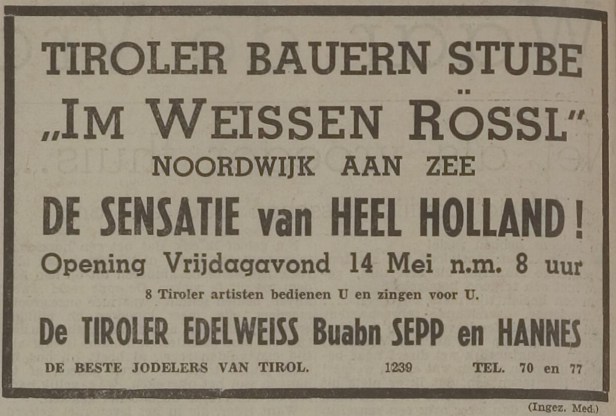 TIROLER BAUERN STUBE
„IM WEISSEN RÖSSL"
NOORDWIJK AAN ZEE
DE SENSATIE van HEEL HOLLAND!
Opening Vrijdagavond 14 Mei n.m. 8 uur
8 Tiroler artisten bedienen U en zingen voor U.
De TIROLER EDELWEISS Buabn SEPP en HANNES
DE BESTE JODELERS VAN TIROL. 1239 TEL. 70 en 77
(Ingez. Med.)